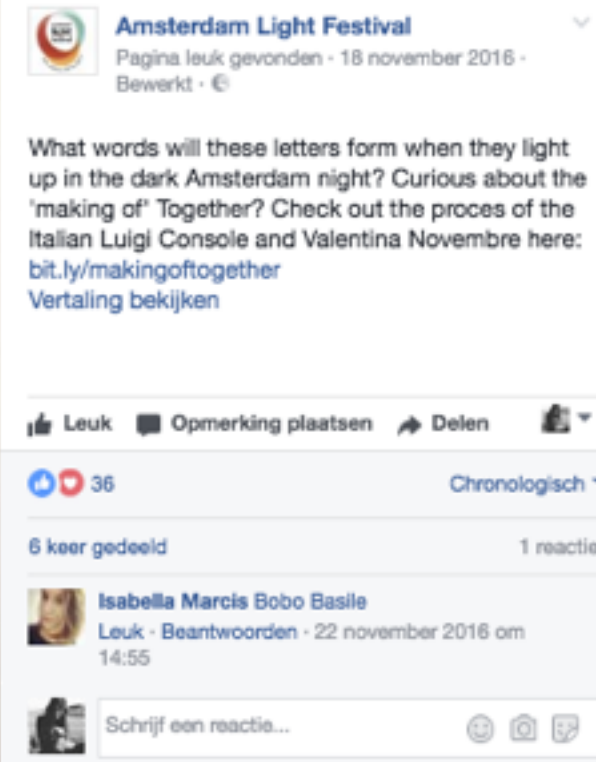 Amsterdam Light Festival
Pagina leuk gevonden · 18 november 2016 ·
Bewerkt ·
What words will these letters form when they light
up in the dark Amsterdam night? Curious about the
'making of' Together? Check out the proces of the
Italian Luigi Console and Valentina Novembre here:
bit.ly/makingoftogether
Vertaling bekijken
Leuk Opmerking plaatsen Delen
36 Chronologisch
6 keer gedeeld 1 reactie
Isabella Marcis Bobo Basile
Leuk · Beantwoorden · 22 november 2016 om
14:55
Schrijf een reactie...